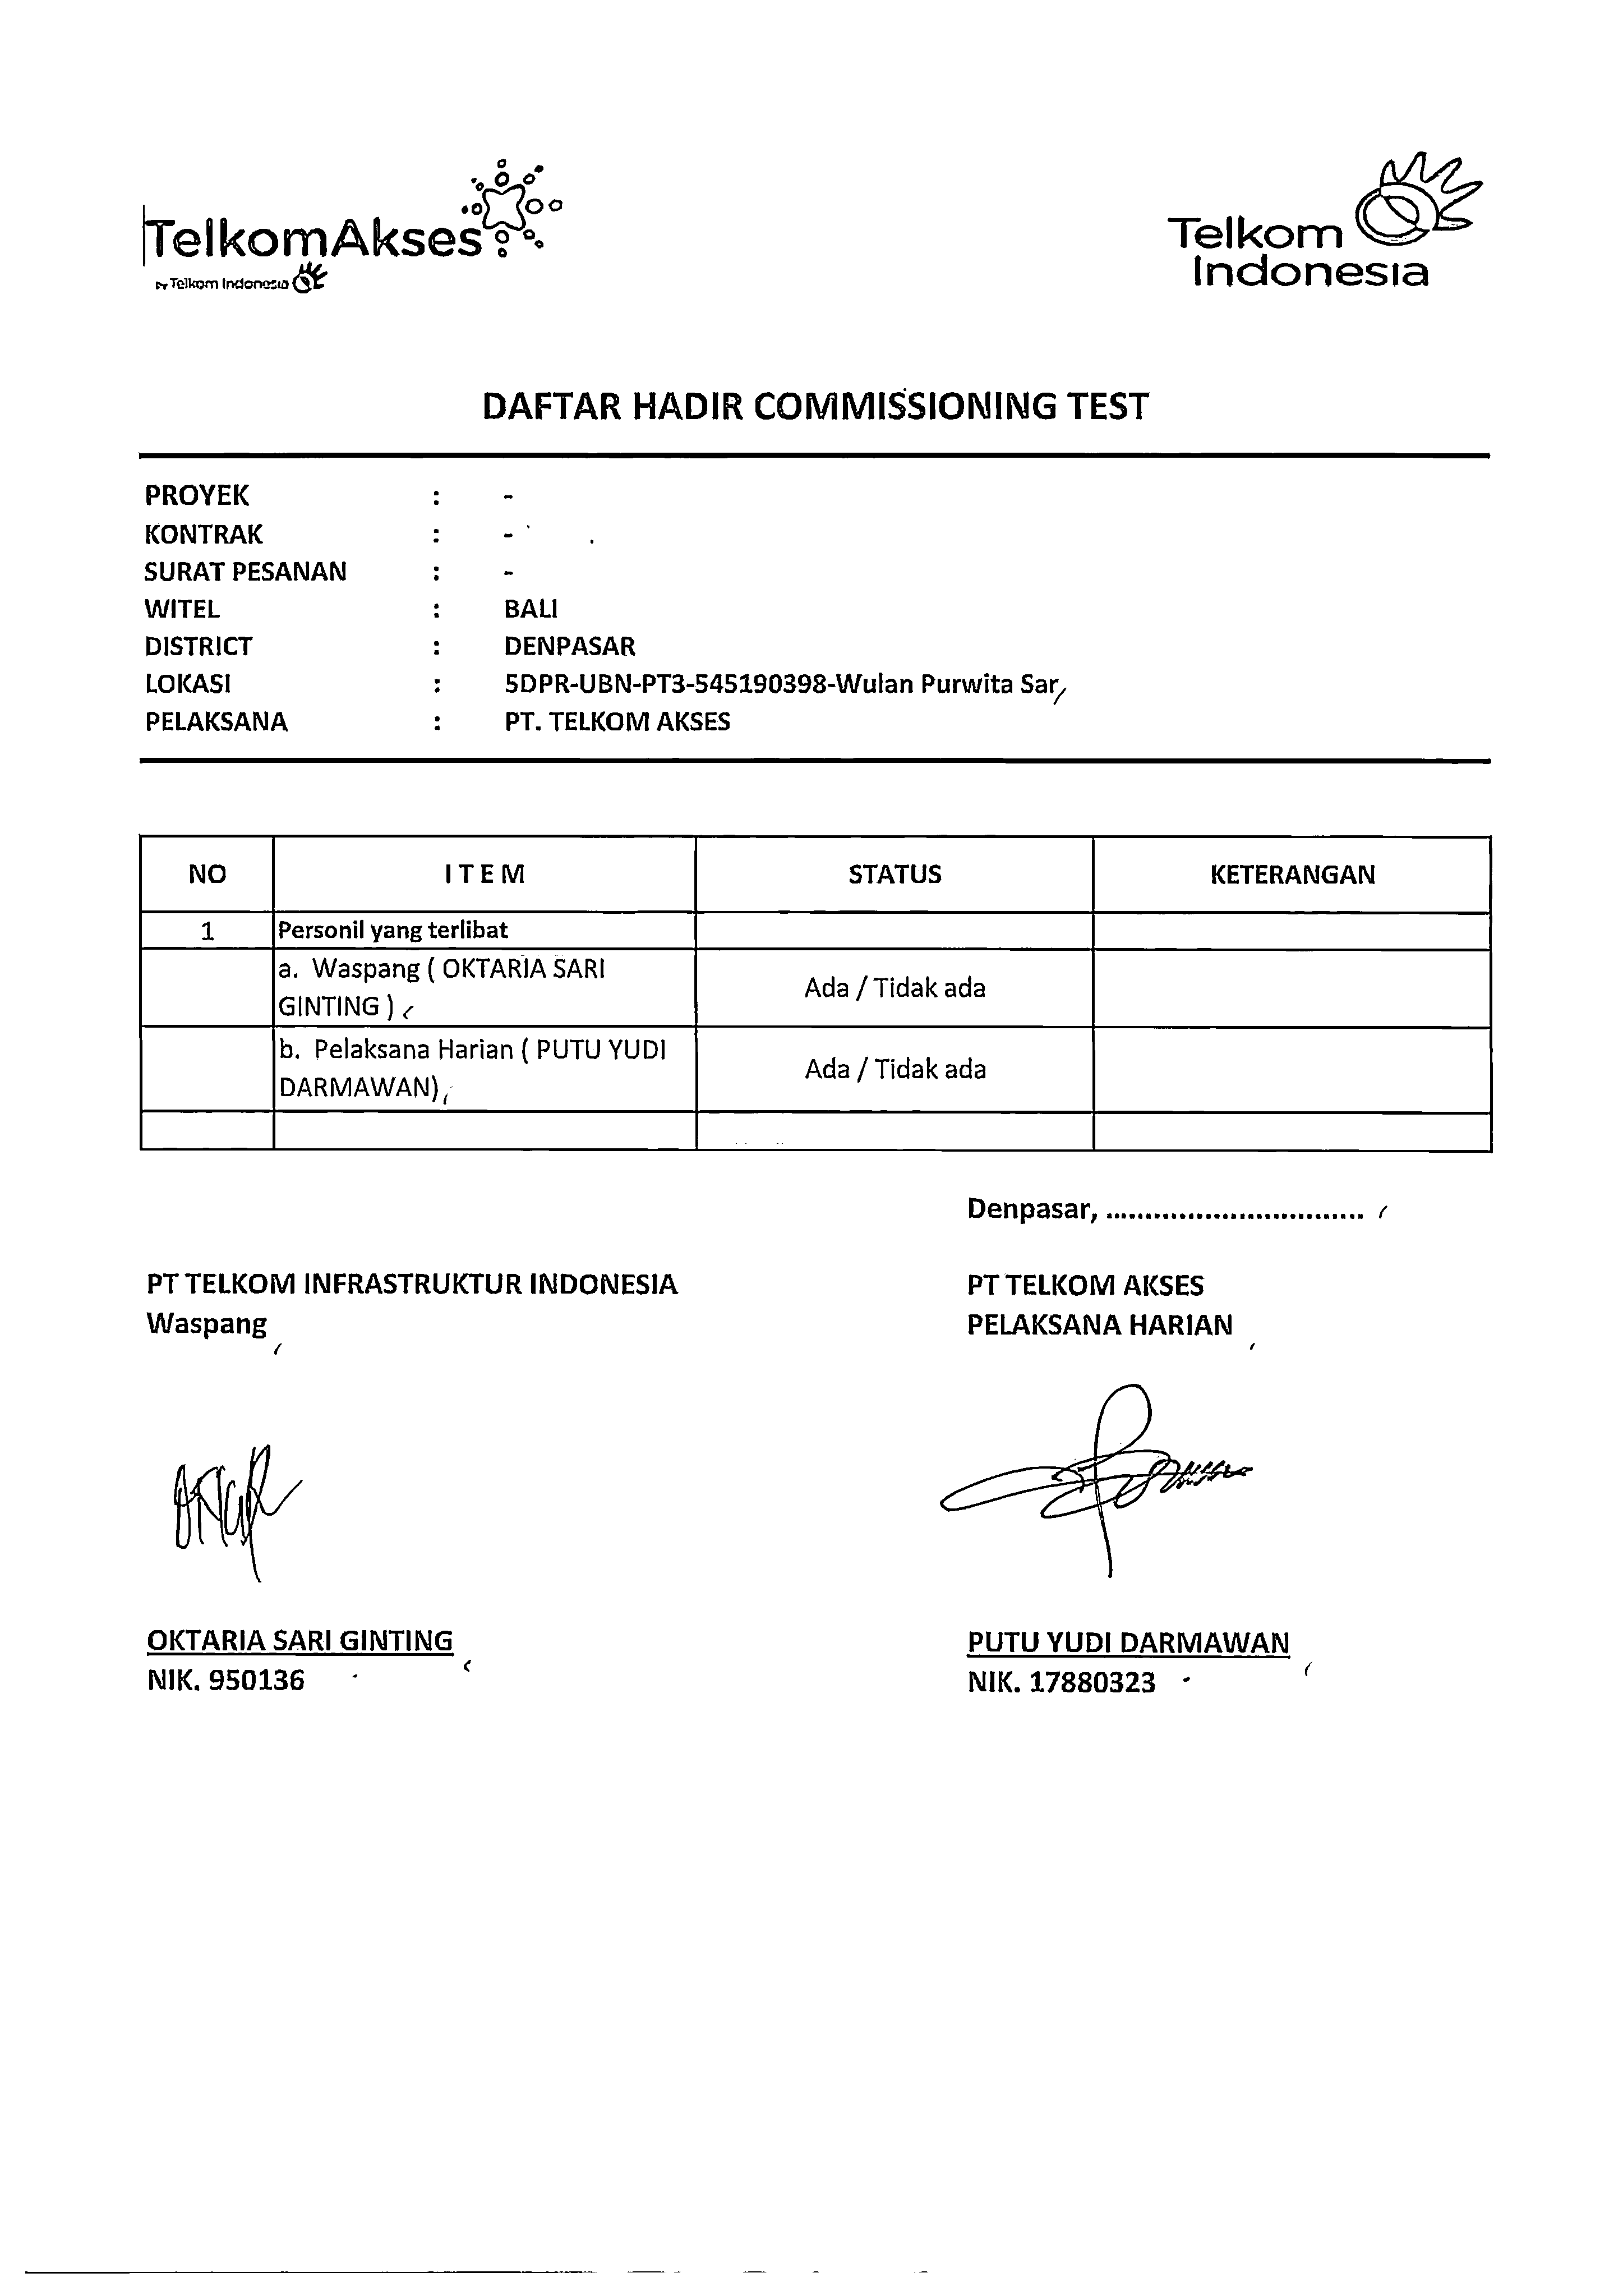 TelkomAkses
by Telkom Indonesia
Telkom
Indonesia
DAFTAR HADIR COMMISSIONING TEST
PROYEK : -
KONTRAK : -
SURAT PESANAN : -
WITEL : BALI
DISTRICT : DENPASAR
LOKASI : 5DPR-UBN-PT3-545190398-Wulan Purwita Sar
PELAKSANA : PT. TELKOM AKSES
NO ITEM STATUS KETERANGAN
1 Personil yang terlibat
a. Waspang ( OKTARIA SARI
GINTING )
Ada / Tidak ada
b. Pelaksana Harian ( PUTU YUDI
DARMAWAN)
Ada / Tidak ada
Denpasar, ..................................
PT TELKOM INFRASTRUKTUR INDONESIA
Waspang
PT TELKOM AKSES
PELAKSANA HARIAN
OKTARIA SARI GINTING
NIK. 950136
PUTU YUDI DARMAWAN
NIK. 17880323